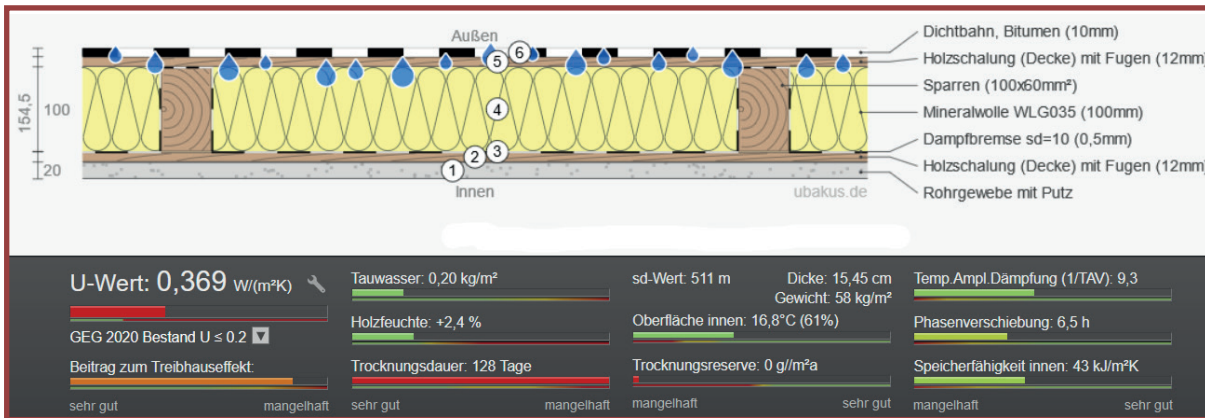 Außen
Dichtbahn, Bitumen (10mm)
Holzschalung (Decke) mit Fugen (12mm)
Sparren (100x60mm²)
Mineralwolle WLG035 (100mm)
Dampfbremse sd=10 (0,5mm)
Holzschalung (Decke) mit Fugen (12mm)
Rohrgewebe mit Putz
154,5
100
20
6
5
4
3
2
1
Innen
ubakus.de
U-Wert: 0,369 W/(m²K)
GEG 2020 Bestand U ≤ 0.2
Beitrag zum Treibhauseffekt:
sehr gut mangelhaft
Tauwasser: 0,20 kg/m²
Holzfeuchte: +2,4 %
Trocknungsdauer: 128 Tage
sehr gut mangelhaft
sd-Wert: 511 m Dicke: 15,45 cm
Gewicht: 58 kg/m²
Oberfläche innen: 16,8°C (61%)
Trocknungsreserve: 0 g//m²a
mangelhaft sehr gut
Temp.Ampl.Dämpfung (1/TAV): 9,3
Phasenverschiebung: 6,5 h
Speicherfähigkeit innen: 43 kJ/m²K
mangelhaft sehr gut